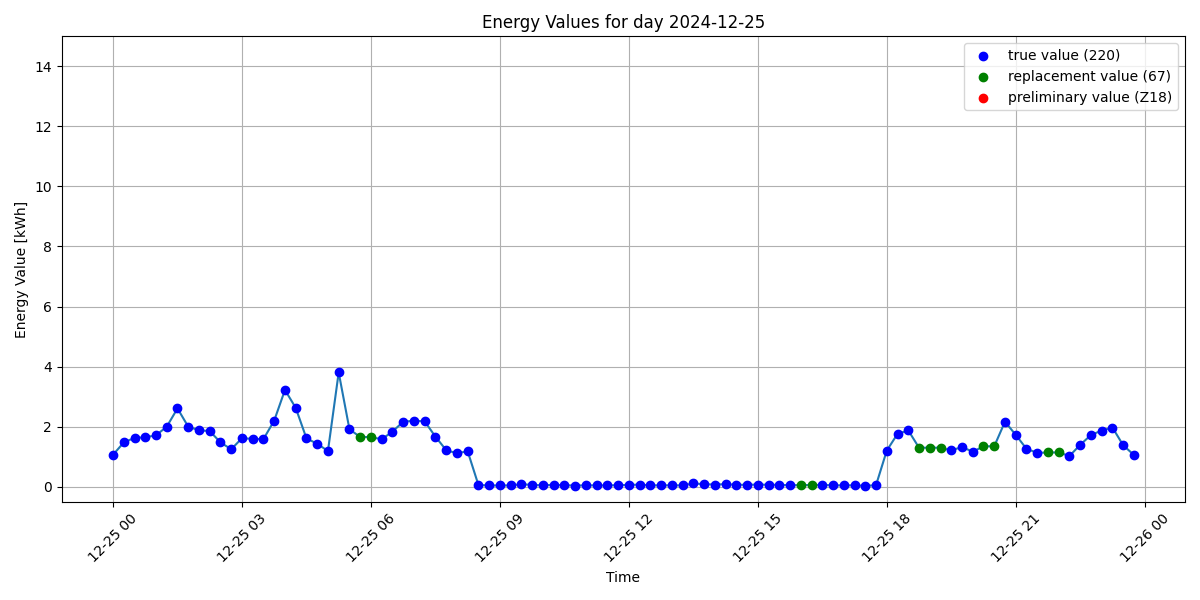 Energy Values for day 2024-12-25
true value (220)
replacement value (67)
preliminary value (Z18)
Energy Value [kWh]
14
12
10
8
6
4
2
0
12-25 00
12-25 03
12-25 06
12-25 09
12-25 12
12-25 15
12-25 18
12-25 21
12-26 00
Time